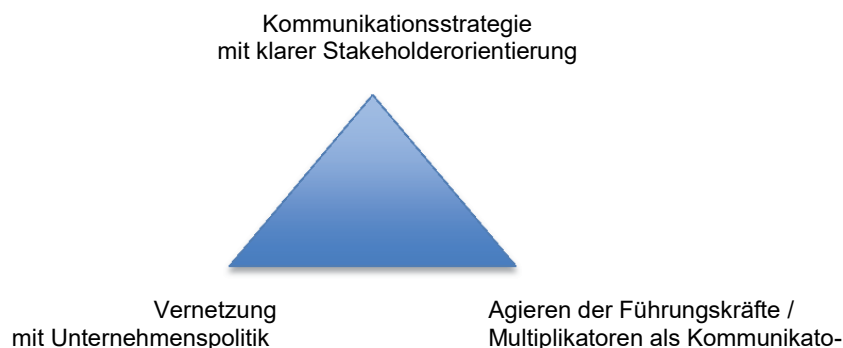 Kommunikationsstrategie
mit klarer Stakeholderorientierung
Vernetzung
mit Unternehmenspolitik
Agieren der Führungskräfte /
Multiplikatoren als Kommunikato-